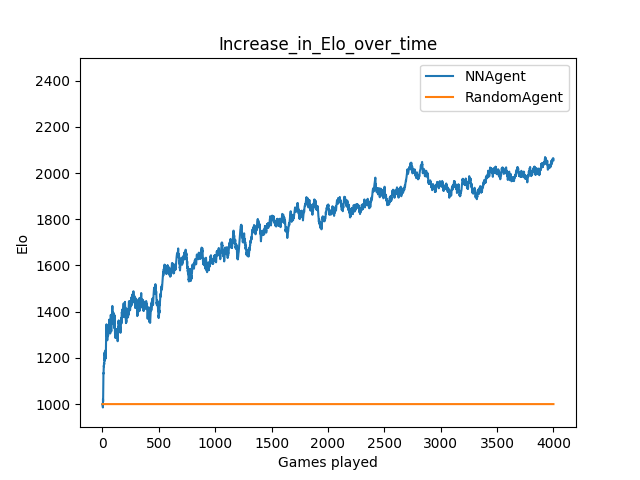 Increase_in_Elo_over_time
NNAgent
RandomAgent
2400
2200
2000
1800
1600
1400
1200
1000
Elo
0 500 1000 1500 2000 2500 3000 3500 4000
Games played